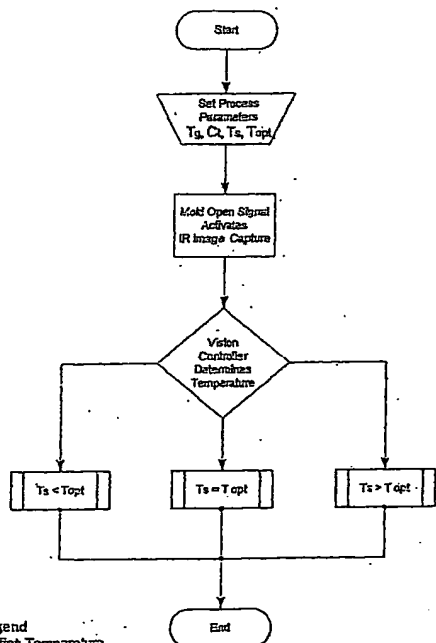 Start
Set Process
Parameters
Tg, Ct, Ts, Topt
Mold Open Signal
Activates
IR Image Capture
Vision
Controller
Determines
Temperature
Ts < Topt
Ts = Topt
Ts > Topt
End
gend
Temperature